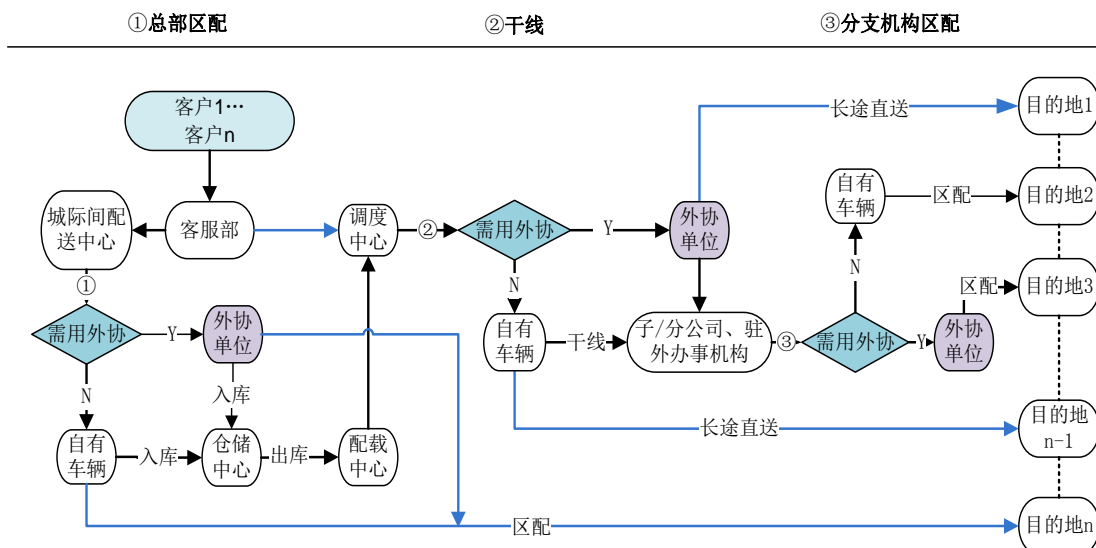 ①总部区配
②干线
③分支机构区配
客户1…
客户n
长途直送
目的地1
自有
车辆
区配
目的地2
城际间配
送中心
客服部
调度
中心
②
需用外协
Y
外协
单位
N
N
区配
目的地3
①
需用外协
Y
外协
单位
自有
车辆
干线
子/分公司、驻
外办事机构
③
需用外协
Y
外协
单位
N
入库
长途直送
目的地
n-1
自有
车辆
入库
仓储
中心
出库
配载
中心
区配
目的地n